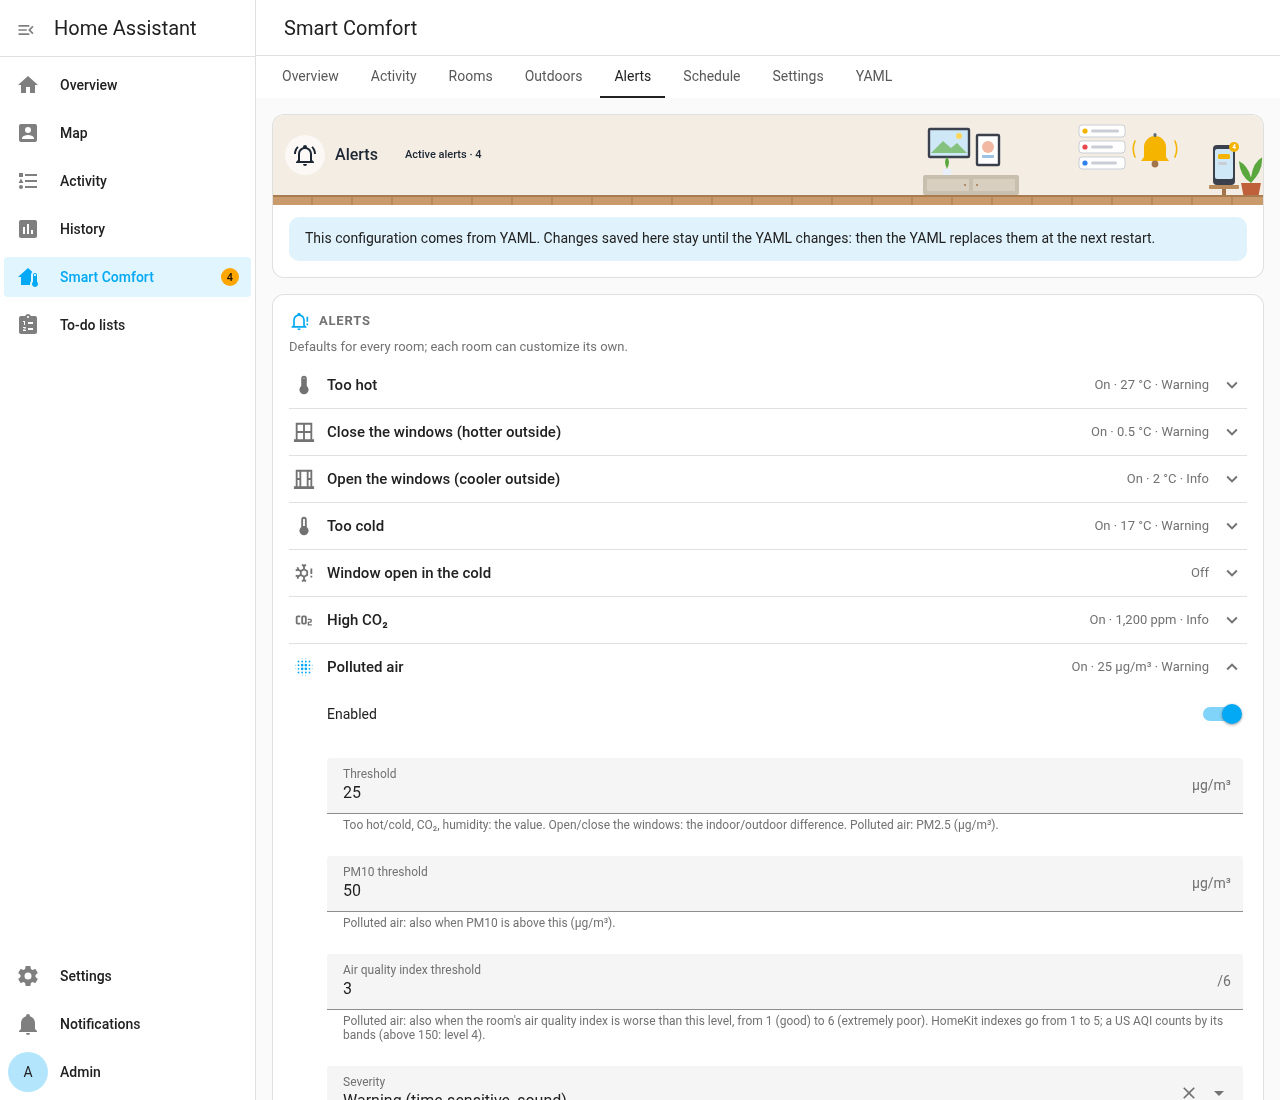 Home Assistant
Smart Comfort
Overview
Map
Activity
History
Smart Comfort
4
To-do lists
Settings
Notifications
A
Admin
Overview
Activity
Rooms
Outdoors
Alerts
Schedule
Settings
YAML
Alerts
Active alerts · 4
4
This configuration comes from YAML. Changes saved here stay until the YAML changes: then the YAML replaces them at the next restart.
ALERTS
Defaults for every room; each room can customize its own.
Too hot
On · 27 °C · Warning
Close the windows (hotter outside)
On · 0.5 °C · Warning
Open the windows (cooler outside)
On · 2 °C · Info
Too cold
On · 17 °C · Warning
Window open in the cold
Off
CO2
High CO₂
On · 1,200 ppm · Info
Polluted air
On · 25 µg/m³ · Warning
Enabled
Threshold
25
µg/m³
Too hot/cold, CO₂, humidity: the value. Open/close the windows: the indoor/outdoor difference. Polluted air: PM2.5 (µg/m³).
PM10 threshold
50
µg/m³
Polluted air: also when PM10 is above this (µg/m³).
Air quality index threshold
3
/6
Polluted air: also when the room's air quality index is worse than this level, from 1 (good) to 6 (extremely poor). HomeKit indexes go from 1 to 5; a US AQI counts by its
bands (above 150: level 4).
Severity
Warning (time sensitive, sound)